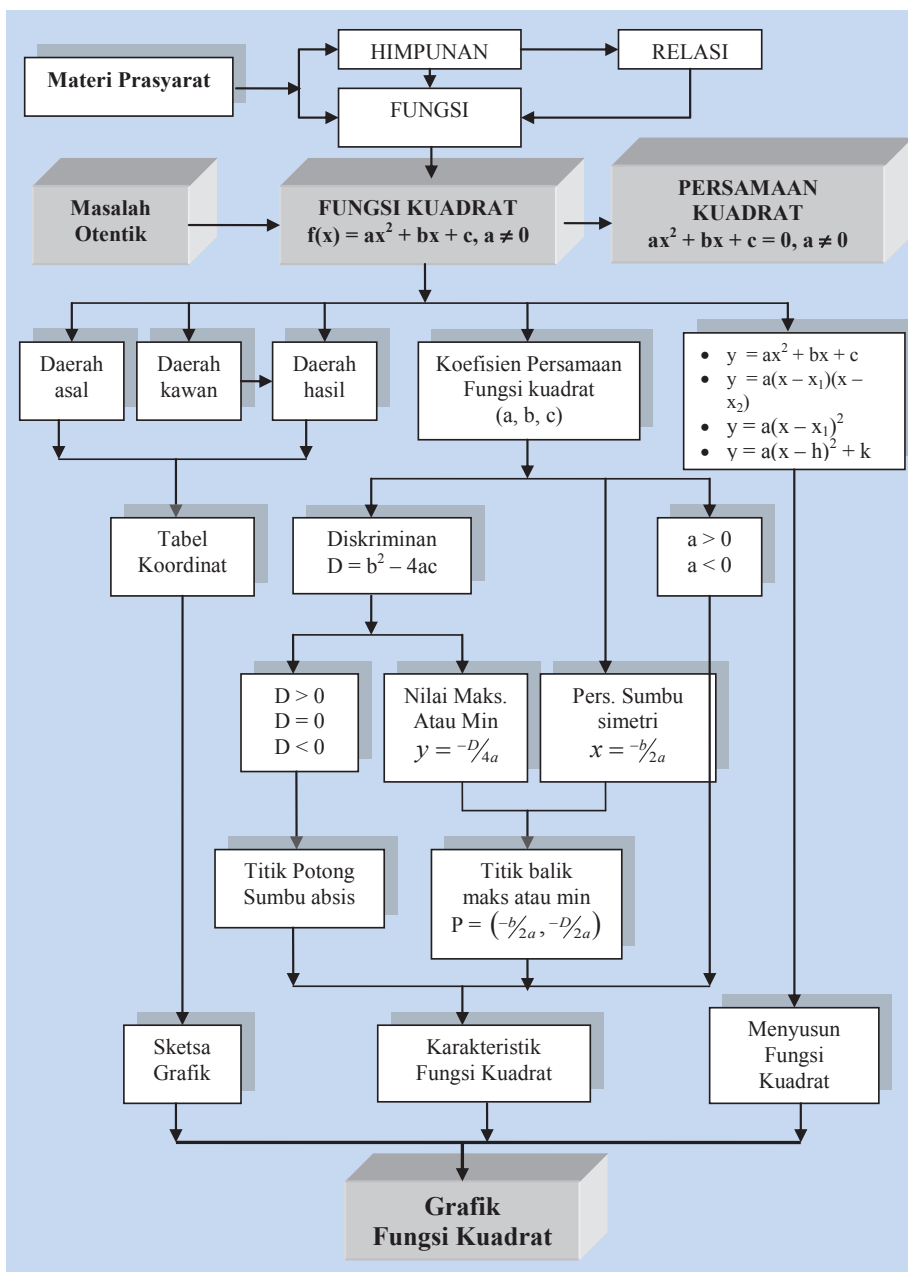 HIMPUNAN
RELASI
Materi Prasyarat
FUNGSI
Masalah
Otentik
FUNGSI KUADRAT
f(x) = ax² + bx + c, a ≠ 0
PERSAMAAN
KUADRAT
ax² + bx + c = 0, a ≠ 0
Daerah
asal
Daerah
kawan
Daerah
hasil
Koefisien Persamaan
Fungsi kuadrat
(a, b, c)
• y = ax² + bx + c
• y = a(x – x₁)(x –
x₂)
• y = a(x – x₁)²
• y = a(x – h)² + k
Tabel
Koordinat
Diskriminan
D = b² – 4ac
a > 0
a < 0
D > 0
D = 0
D < 0
Nilai Maks.
Atau Min
y = -D/4a
Pers. Sumbu
simetri
x = -b/2a
Titik Potong
Sumbu absis
Titik balik
maks atau min
P = (-b/2a, -D/2a)
Sketsa
Grafik
Karakteristik
Fungsi Kuadrat
Menyusun
Fungsi
Kuadrat
Grafik
Fungsi Kuadrat